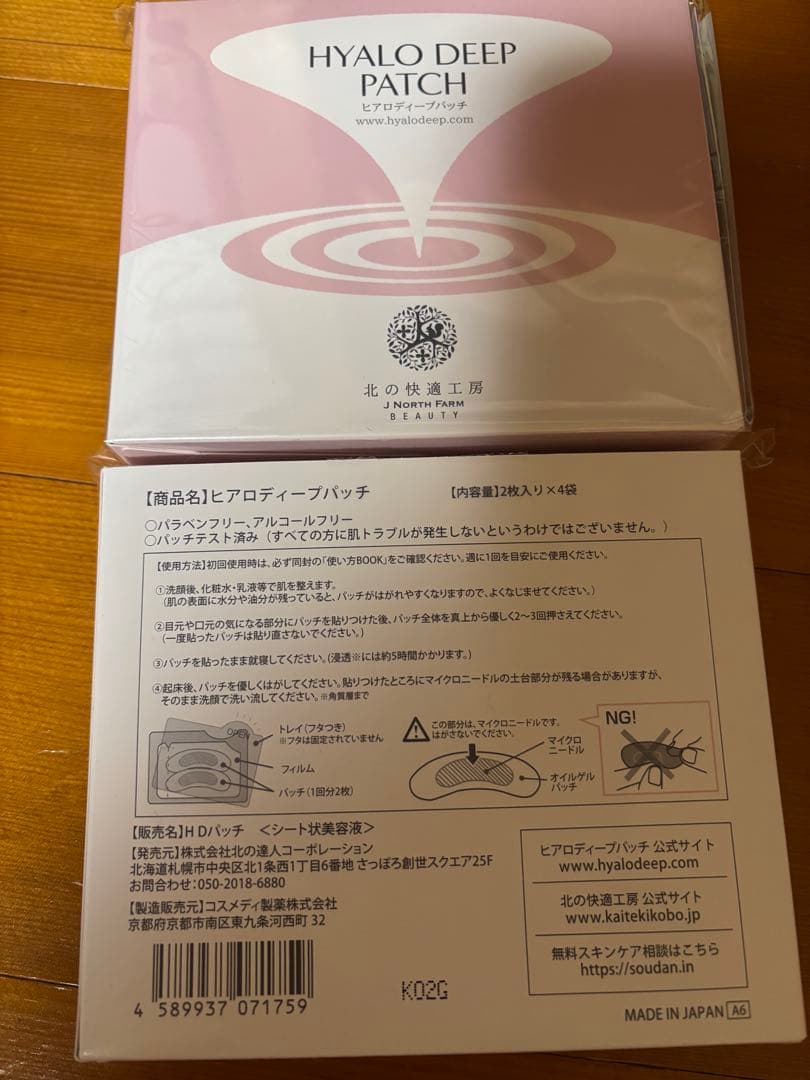 HYALO DEEP
PATCH
ヒアロディープパッチ
www.hyalodeep.com
北の快適工房
J NORTH FARM
BEAUTY
【商品名】ヒアロディープパッチ
【内容量】2枚入り×4袋
○パラベンフリー、アルコールフリー
○パッチテスト済み（すべての方に肌トラブルが発生しないというわけではございません。）
【使用方法】初回使用時は、必ず同封の「使い方BOOK」をご確認ください。週に1回を目安にご使用ください。
①洗顔後、化粧水・乳液等で肌を整えます。
（肌の表面に水分や油分が残っていると、パッチがはがれやすくなりますので、よくなじませてください。）
②目元や口元の気になる部分にパッチを貼りつけた後、パッチ全体を真上から優しく2～3回押さえてください。
（一度貼ったパッチは貼り直さないでください。）
③パッチを貼ったまま就寝してください。（浸透※には約5時間かかります。）
④起床後、パッチを優しくはがしてください。貼りつけたところにマイクロニードルの土台部分が残る場合がありますが、
そのまま洗顔で洗い流してください。※角質層まで
OPEN
トレイ（フタつき）
※フタは固定されていません
フィルム
パッチ（1回分2枚）
この部分は、マイクロニードルです。
はがさないでください。
マイクロ
ニードル
オイルゲル
パッチ
NG!
【販売名】HDパッチ ＜シート状美容液＞
【発売元】株式会社北の達人コーポレーション
北海道札幌市中央区北1条西1丁目6番地 さっぽろ創世スクエア25F
お問合わせ：050-2018-6880
【製造販売元】コスメディ製薬株式会社
京都府京都市南区東九条河西町 32
ヒアロディープパッチ 公式サイト
www.hyalodeep.com
北の快適工房 公式サイト
www.kaitekikobo.jp
無料スキンケア相談はこちら
https://soudan.in
4 589937 071759
K02G
MADE IN JAPAN A6